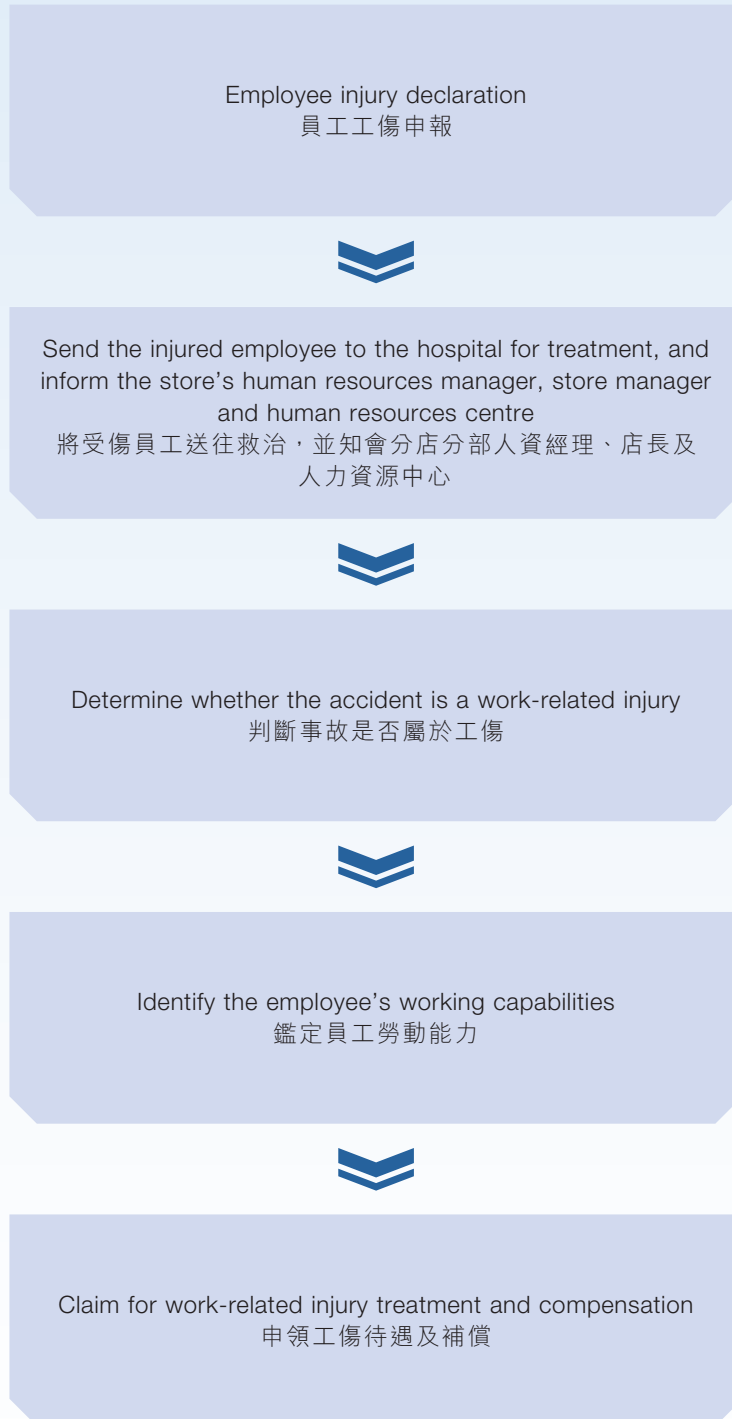 Employee injury declaration
員工工傷申報
Send the injured employee to the hospital for treatment, and
inform the store’s human resources manager, store manager
and human resources centre
將受傷員工送往救治，並知會分店分部人資經理、店長及
人力資源中心
Determine whether the accident is a work-related injury
判斷事故是否屬於工傷
Identify the employee’s working capabilities
鑑定員工勞動能力
Claim for work-related injury treatment and compensation
申領工傷待遇及補償